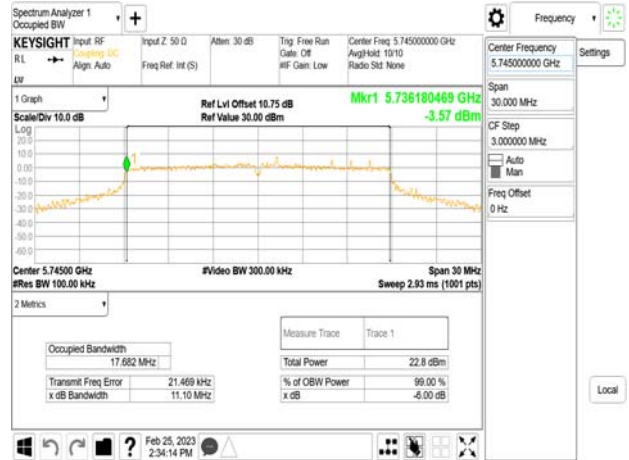 Spectrum Analyzer 1
Occupied BW
Frequency
KEYSIGHT
Input: RF
Coupling: DC
Align: Auto
Input Z: 50 Ω
Freq Ref: Int (S)
Atten: 30 dB
Trig: Free Run
Gate: Off
#IF Gain: Low
Center Freq: 5.745000000 GHz
Avg|Hold: 10/10
Radio Std: None
RL
Center Frequency
5.745000000 GHz
Settings
Span
30.000 MHz
CF Step
3.000000 MHz
Auto
Man
Freq Offset
0 Hz
Local
1 Graph
Scale/Div 10.0 dB
Ref Lvl Offset 10.75 dB
Ref Value 30.00 dBm
Mkr1 5.736180469 GHz
-3.57 dBm
Log
20.0
10.0
0.00
-10.0
-20.0
-30.0
-40.0
-50.0
-60.0
1
Center 5.74500 GHz
#Res BW 100.00 kHz
#Video BW 300.00 kHz
Span 30 MHz
Sweep 2.93 ms (1001 pts)
2 Metrics
Measure Trace
Trace 1
Occupied Bandwidth
17.682 MHz
Total Power
22.8 dBm
Transmit Freq Error
21.469 kHz
% of OBW Power
99.00 %
x dB Bandwidth
11.10 MHz
x dB
-6.00 dB
?
Feb 25, 2023
2:34:14 PM